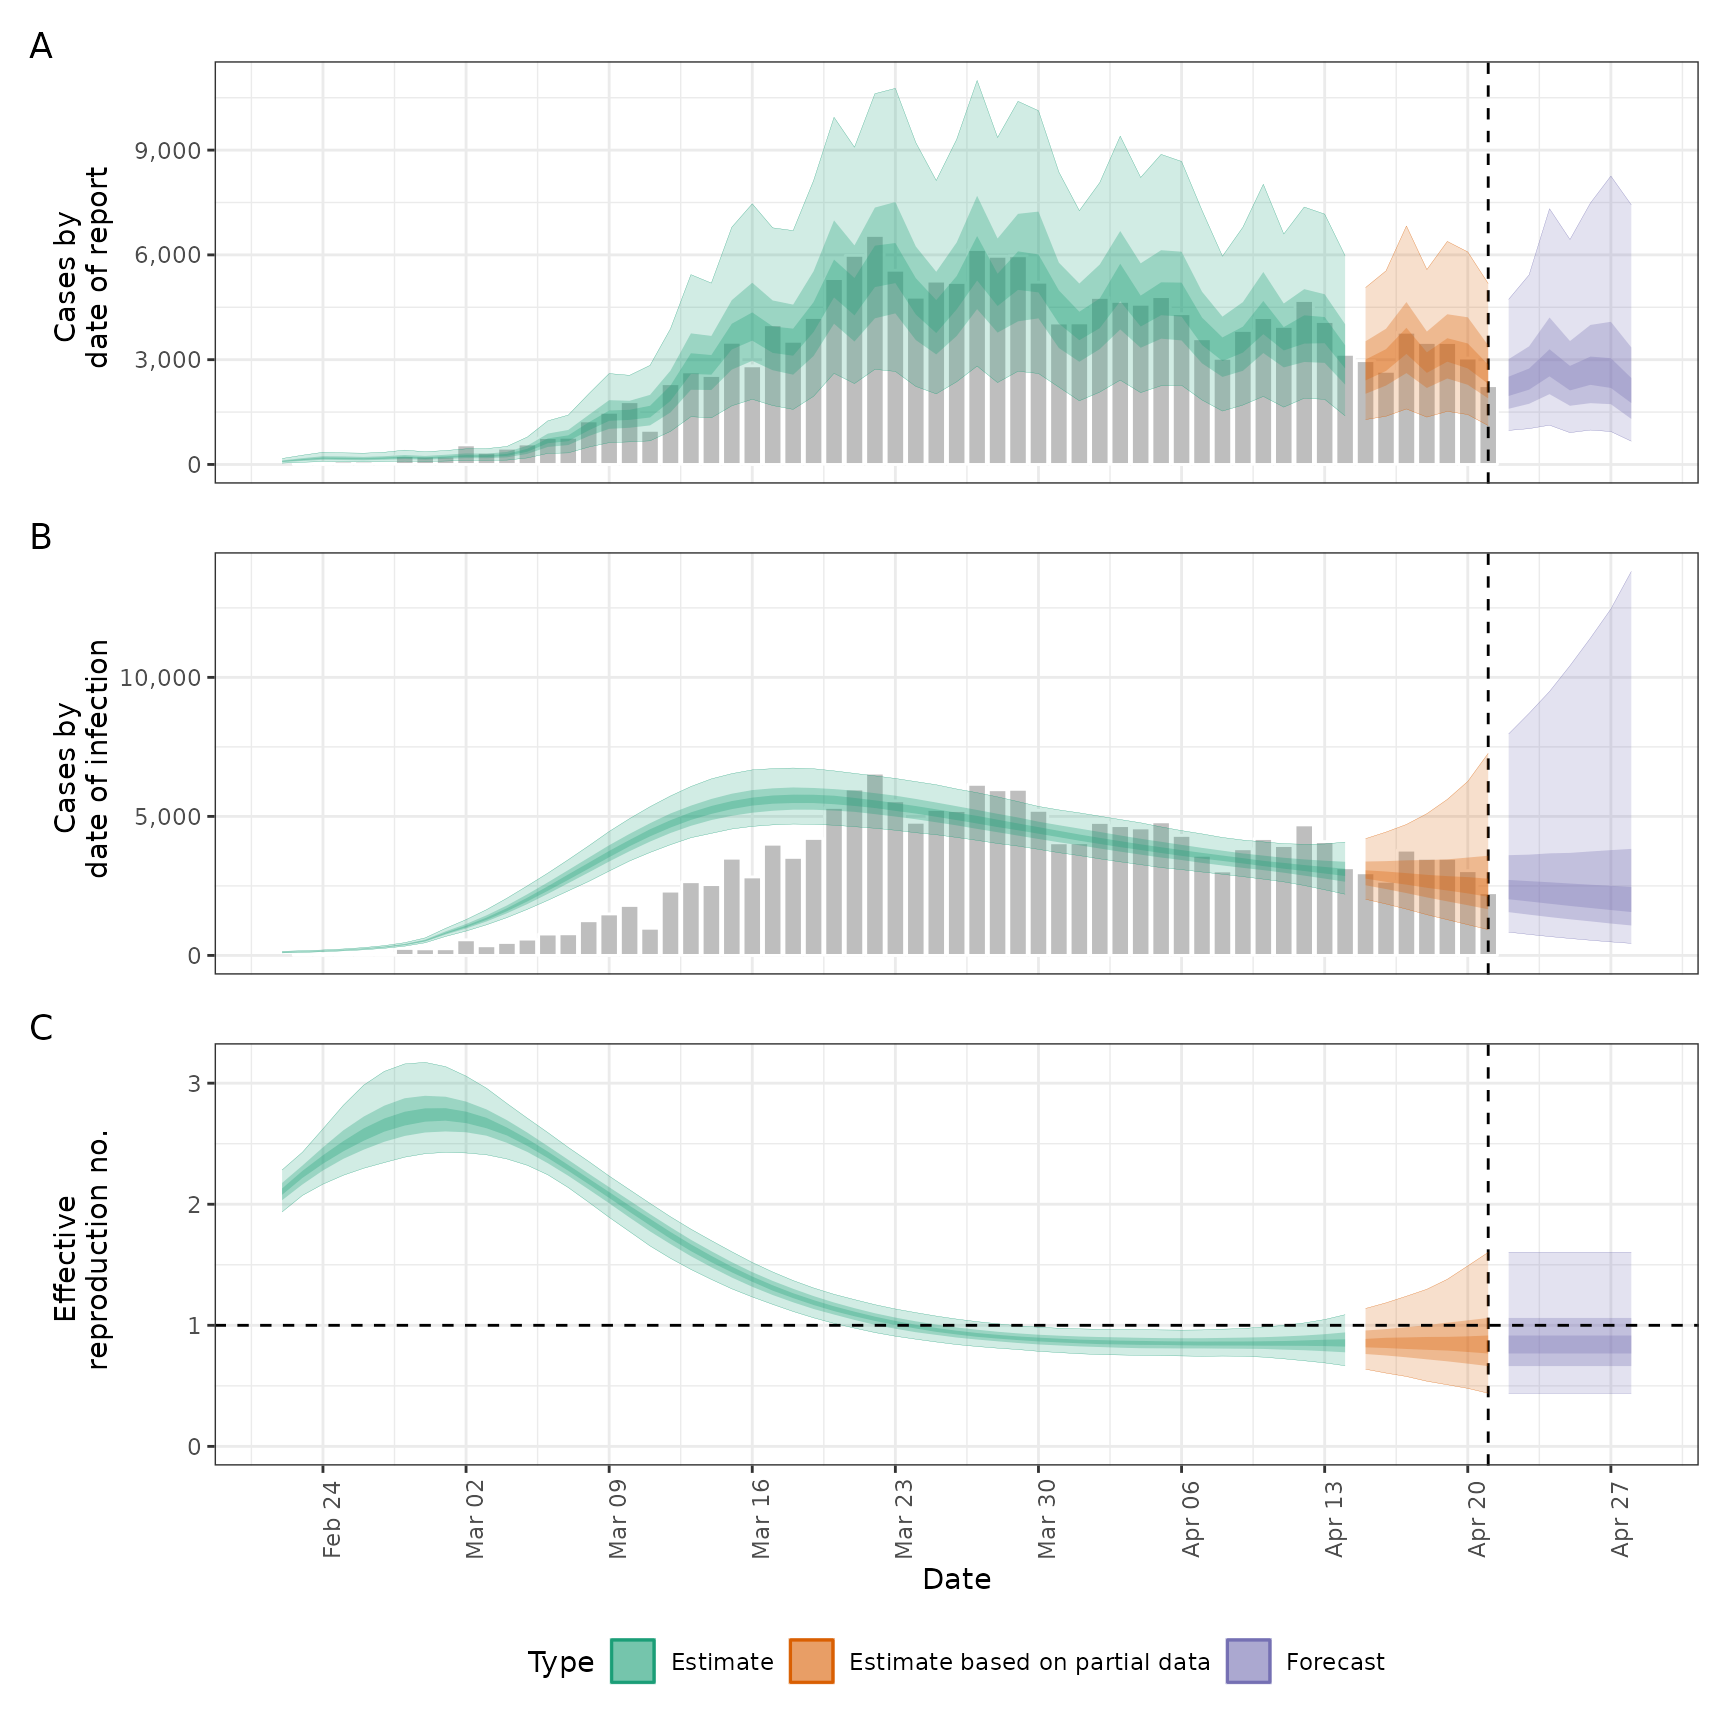 A
Cases by
date of report
9,000
6,000
3,000
0
B
Cases by
date of infection
10,000
5,000
0
C
Effective
reproduction no.
3
2
1
0
Feb 24
Mar 02
Mar 09
Mar 16
Mar 23
Mar 30
Apr 06
Apr 13
Apr 20
Apr 27
Date
Type Estimate Estimate based on partial data Forecast